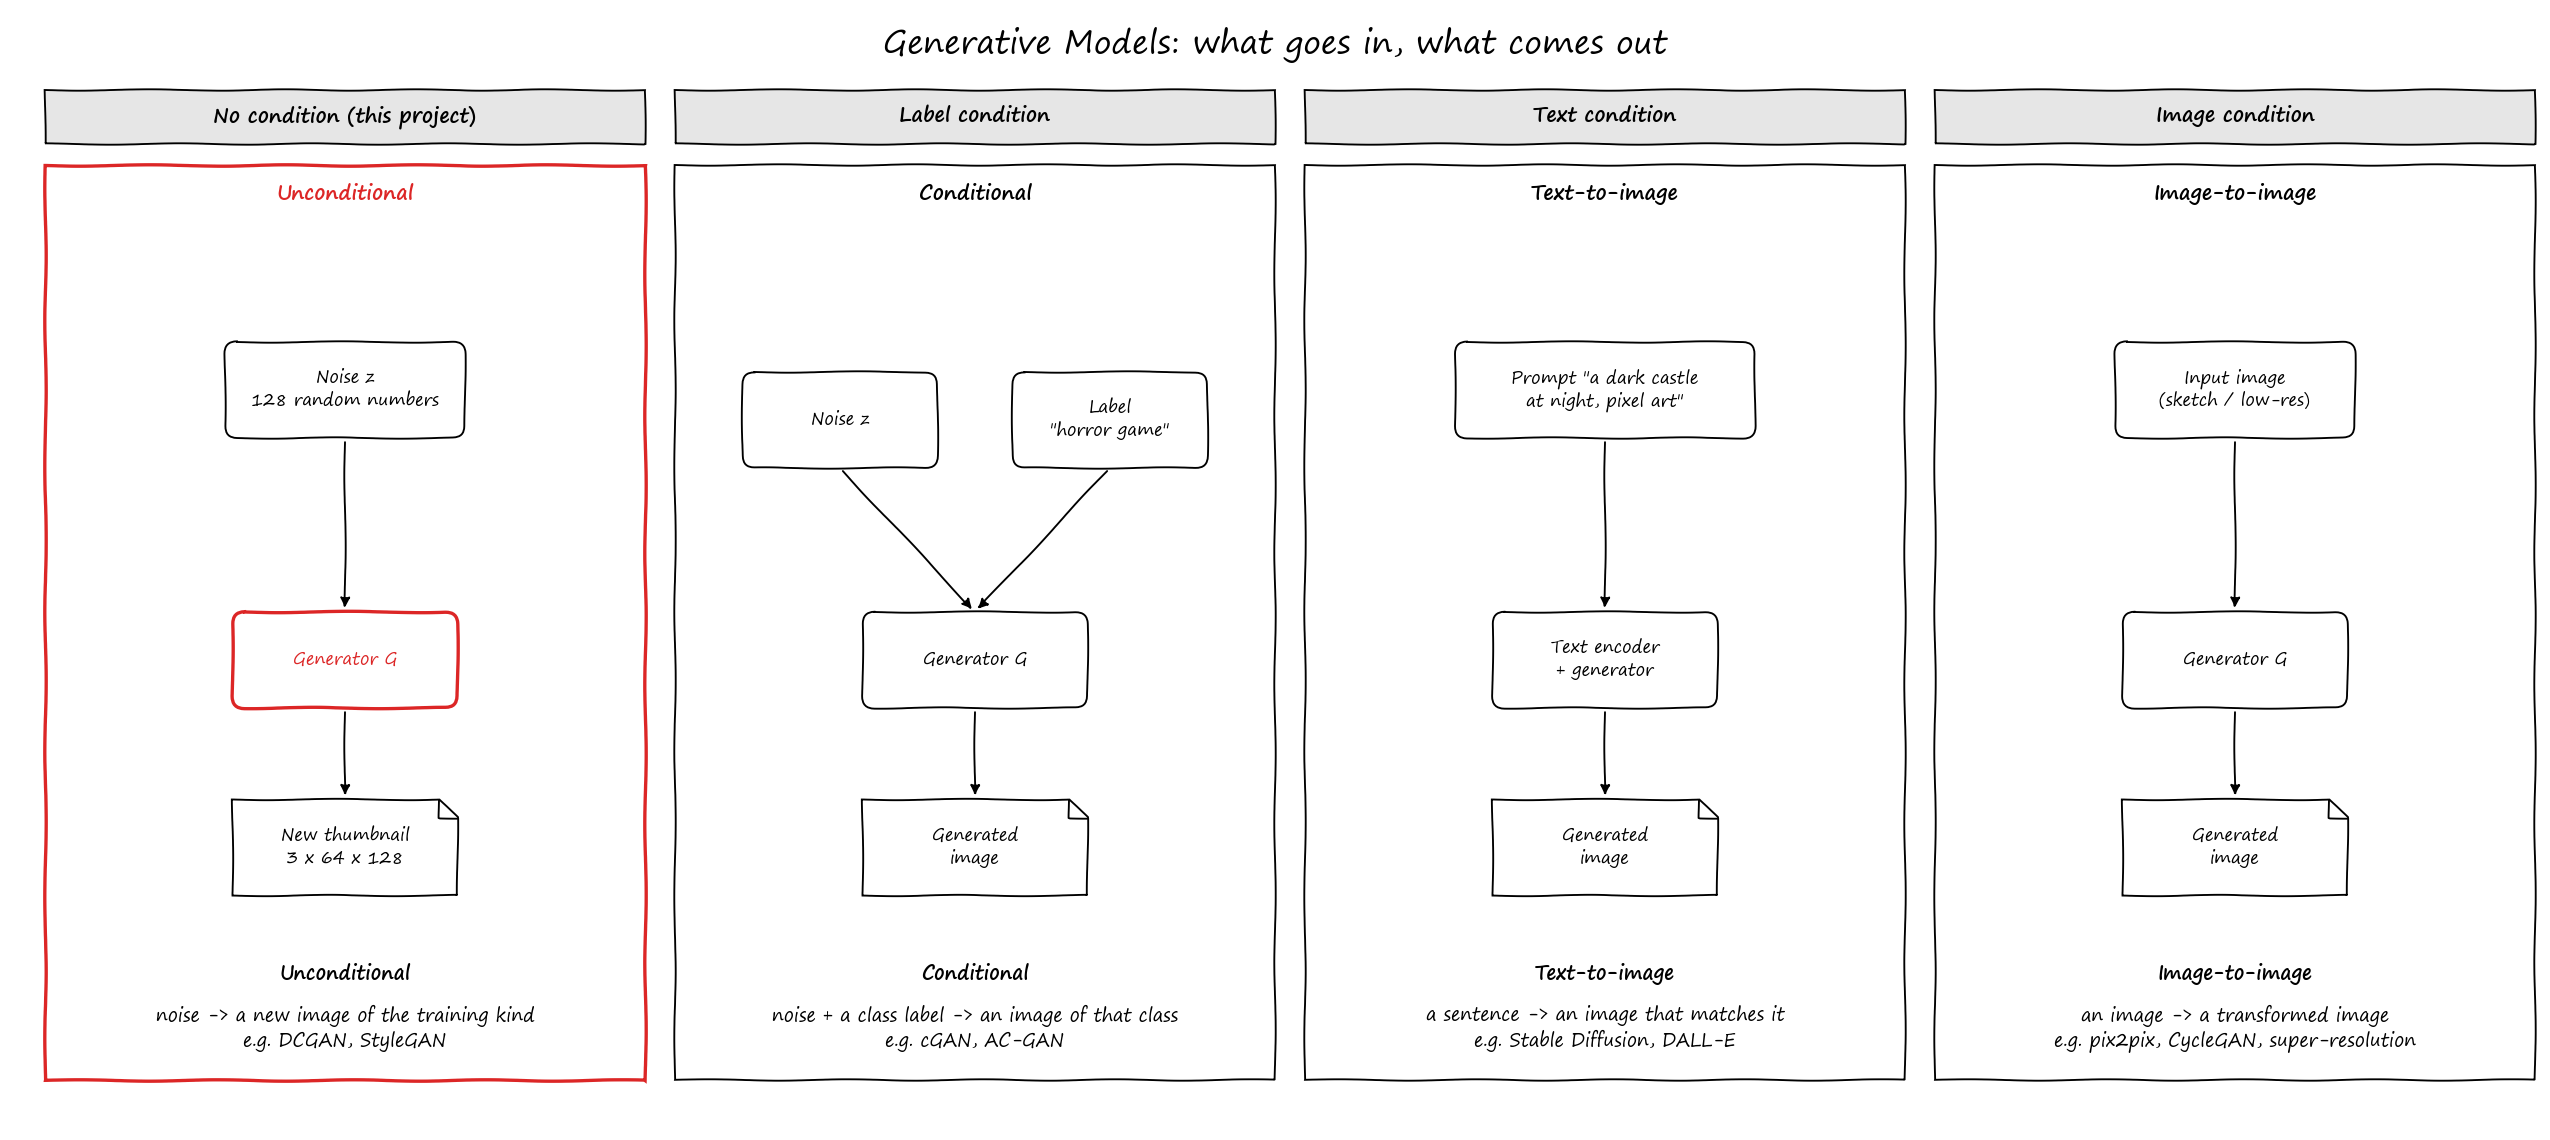 Generative Models: what goes in, what comes out
No condition (this project)
Unconditional
Noise z
128 random numbers
Generator G
New thumbnail
3 x 64 x 128
Unconditional
noise -> a new image of the training kind
e.g. DCGAN, StyleGAN
Label condition
Conditional
Noise z
Label
"horror game"
Generator G
Generated
image
Conditional
noise + a class label -> an image of that class
e.g. cGAN, AC-GAN
Text condition
Text-to-image
Prompt "a dark castle
at night, pixel art"
Text encoder
+ generator
Generated
image
Text-to-image
a sentence -> an image that matches it
e.g. Stable Diffusion, DALL-E
Image condition
Image-to-image
Input image
(sketch / low-res)
Generator G
Generated
image
Image-to-image
an image -> a transformed image
e.g. pix2pix, CycleGAN, super-resolution